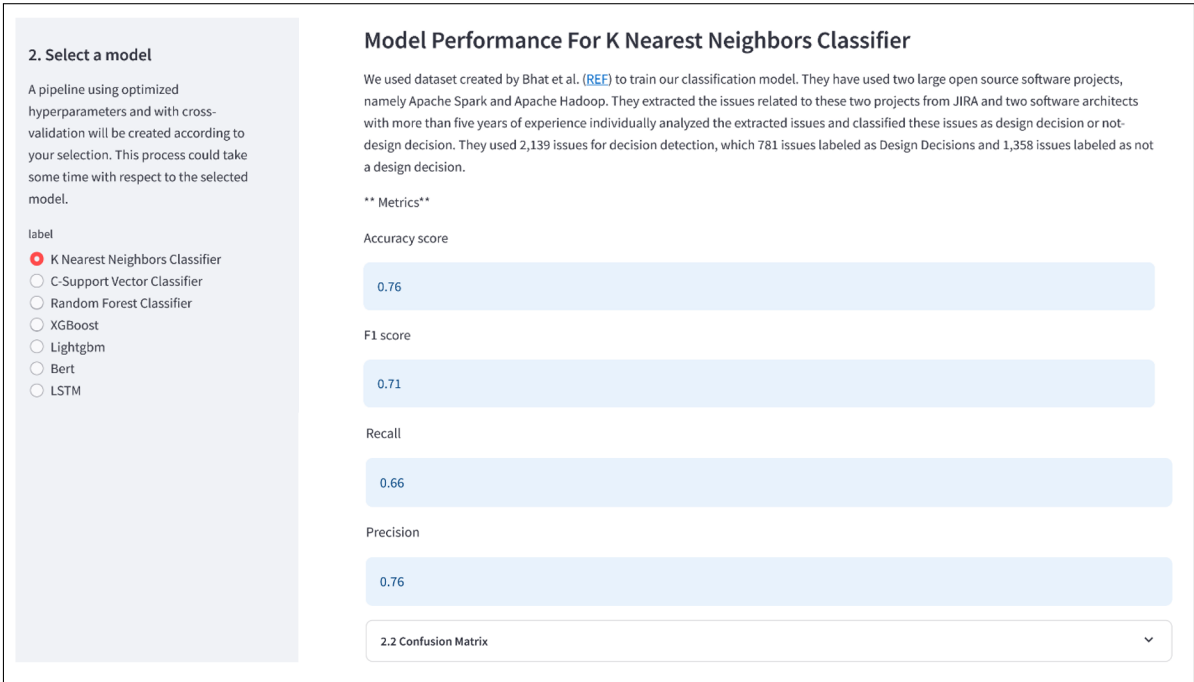 2. Select a model
A pipeline using optimized
hyperparameters and with cross-
validation will be created according to
your selection. This process could take
some time with respect to the selected
model.
label
K Nearest Neighbors Classifier
C-Support Vector Classifier
Random Forest Classifier
XGBoost
Lightgbm
Bert
LSTM
Model Performance For K Nearest Neighbors Classifier
We used dataset created by Bhat et al. (REF) to train our classification model. They have used two large open source software projects,
namely Apache Spark and Apache Hadoop. They extracted the issues related to these two projects from JIRA and two software architects
with more than five years of experience individually analyzed the extracted issues and classified these issues as design decision or not-
design decision. They used 2,139 issues for decision detection, which 781 issues labeled as Design Decisions and 1,358 issues labeled as not
a design decision.
** Metrics**
Accuracy score
0.76
F1 score
0.71
Recall
0.66
Precision
0.76
2.2 Confusion Matrix